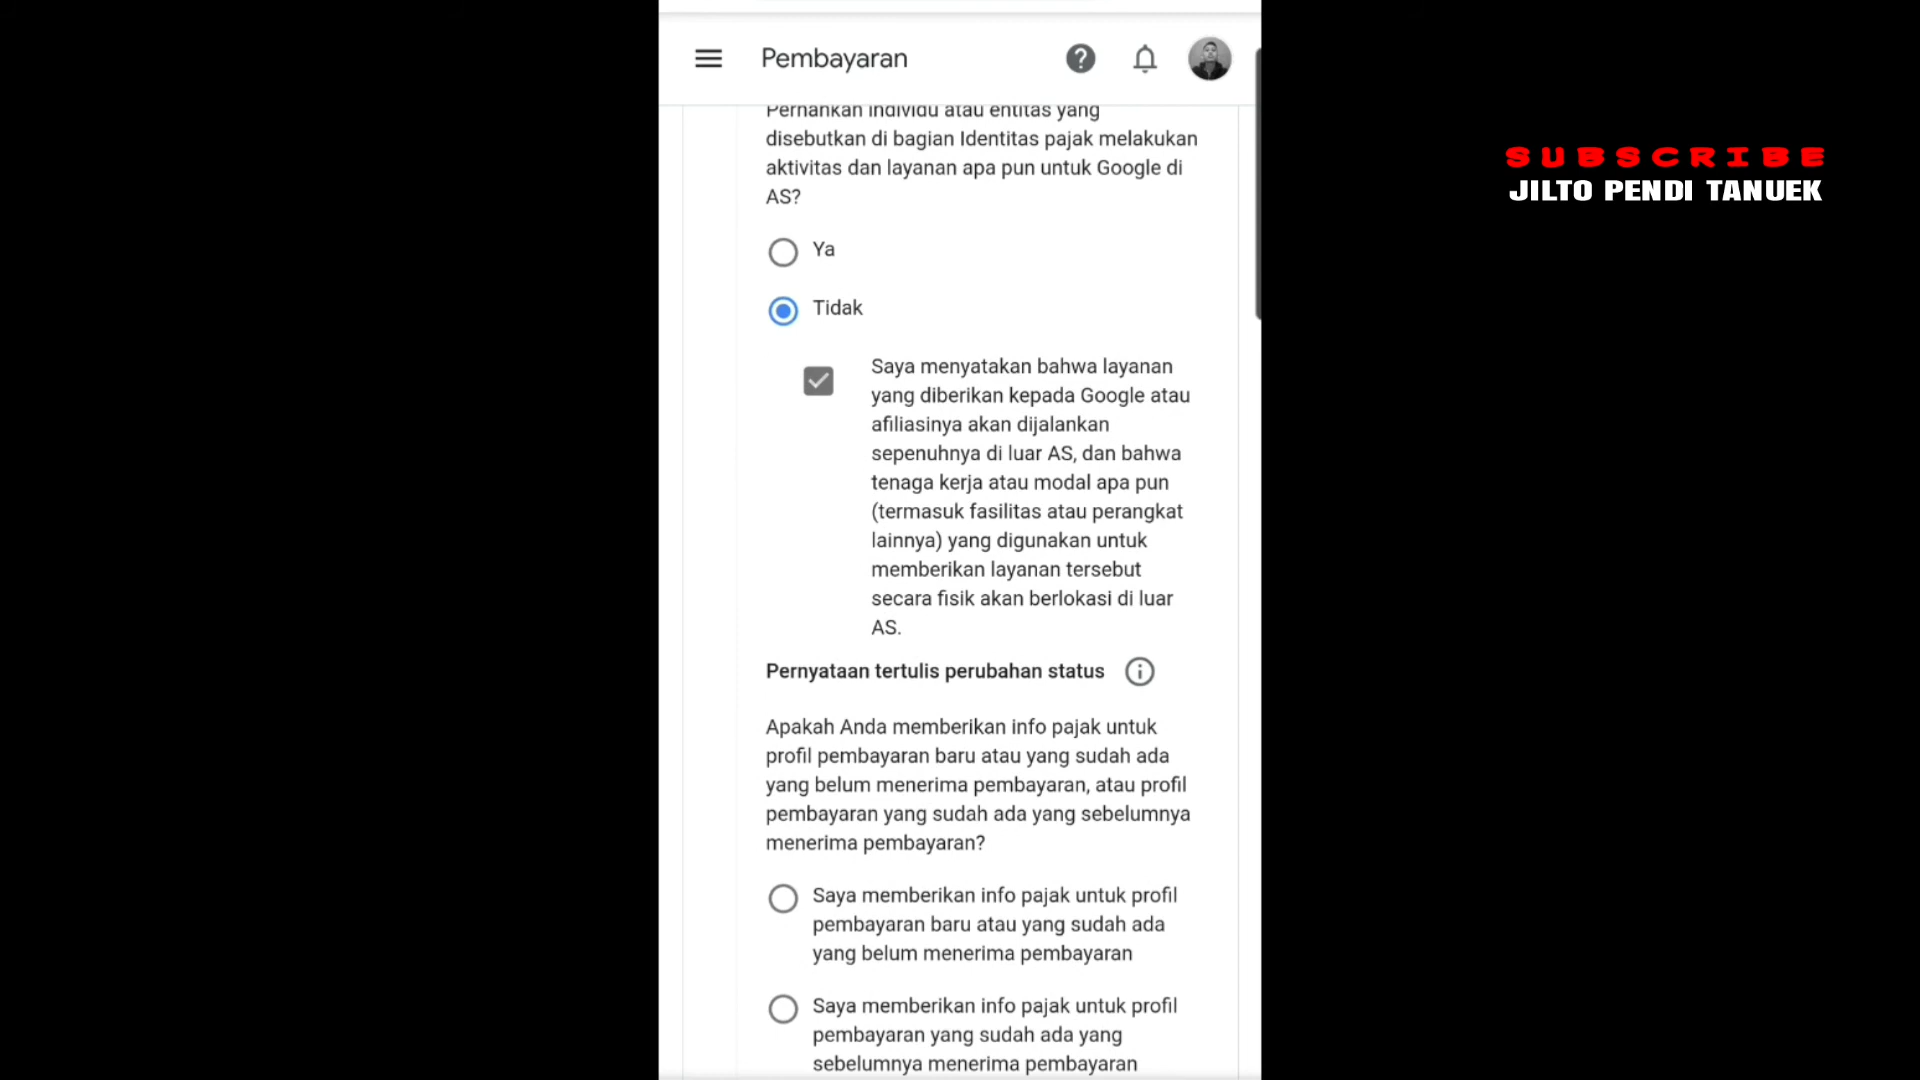 Pembayaran
Pernahkan individu atau entitas yang
disebutkan di bagian Identitas pajak melakukan
aktivitas dan layanan apa pun untuk Google di
AS?
Ya
Tidak
Saya menyatakan bahwa layanan
yang diberikan kepada Google atau
afiliasinya akan dijalankan
sepenuhnya di luar AS, dan bahwa
tenaga kerja atau modal apa pun
(termasuk fasilitas atau perangkat
lainnya) yang digunakan untuk
memberikan layanan tersebut
secara fisik akan berlokasi di luar
AS.
Pernyataan tertulis perubahan status
Apakah Anda memberikan info pajak untuk
profil pembayaran baru atau yang sudah ada
yang belum menerima pembayaran, atau profil
pembayaran yang sudah ada yang sebelumnya
menerima pembayaran?
Saya memberikan info pajak untuk profil
pembayaran baru atau yang sudah ada
yang belum menerima pembayaran
Saya memberikan info pajak untuk profil
pembayaran yang sudah ada yang
sebelumnya menerima pembayaran
SUBSCRIBE
JILTO PENDI TANUEK